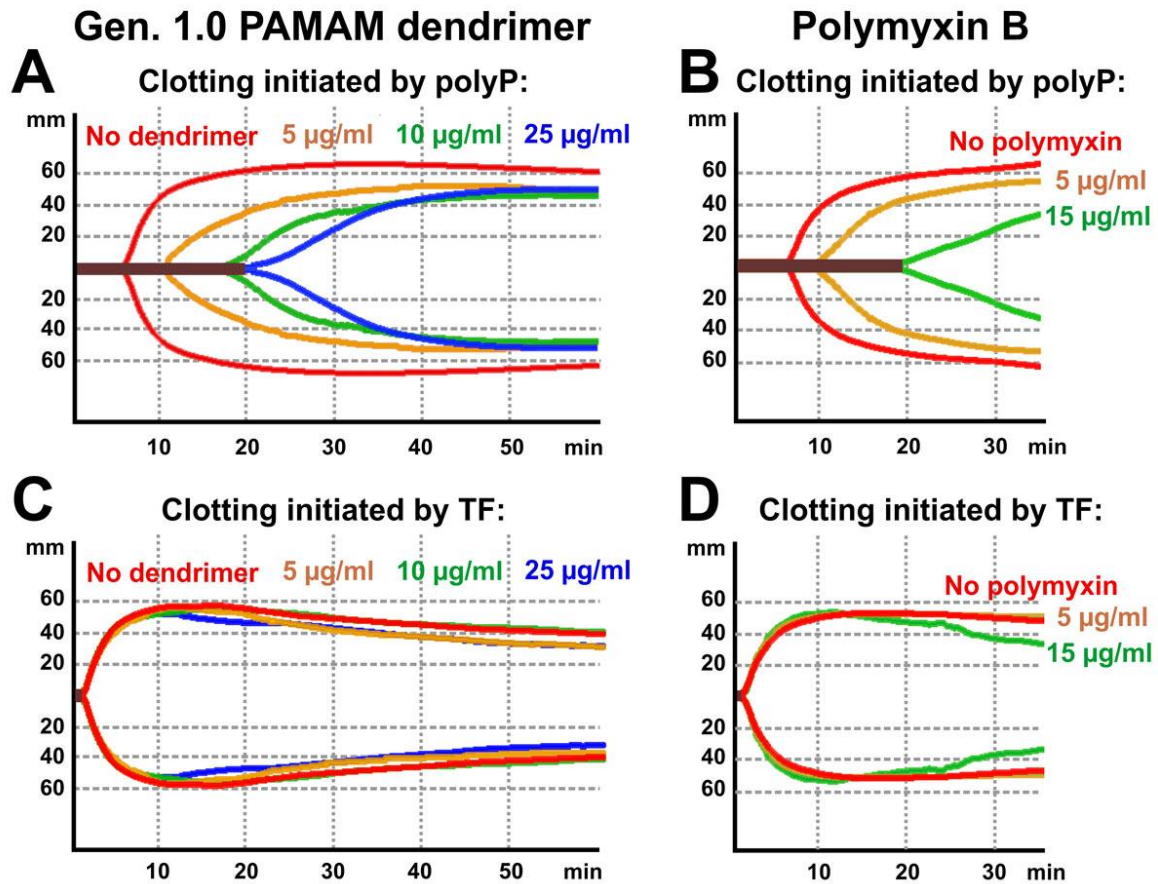 Gen. 1.0 PAMAM dendrimer
Polymyxin B
A
Clotting initiated by polyP:
mm
No dendrimer 5 µg/ml 10 µg/ml 25 µg/ml
60
40
20
20
40
60
10 20 30 40 50 min
B
Clotting initiated by polyP:
mm
No polymyxin
5 µg/ml
15 µg/ml
60
40
20
20
40
60
10 20 30 min
C
Clotting initiated by TF:
mm
No dendrimer 5 µg/ml 10 µg/ml 25 µg/ml
60
40
20
20
40
60
10 20 30 40 50 min
D
Clotting initiated by TF:
mm
No polymyxin
5 µg/ml
15 µg/ml
60
40
20
20
40
60
10 20 30 min